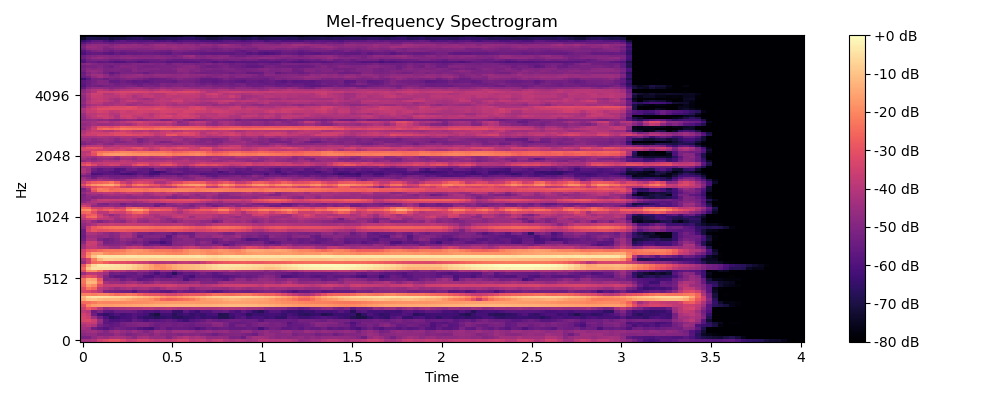 Mel-frequency Spectrogram
Hz
4096
2048
1024
512
0
0
0.5
1
1.5
2
2.5
3
3.5
4
Time
+0 dB
-10 dB
-20 dB
-30 dB
-40 dB
-50 dB
-60 dB
-70 dB
-80 dB